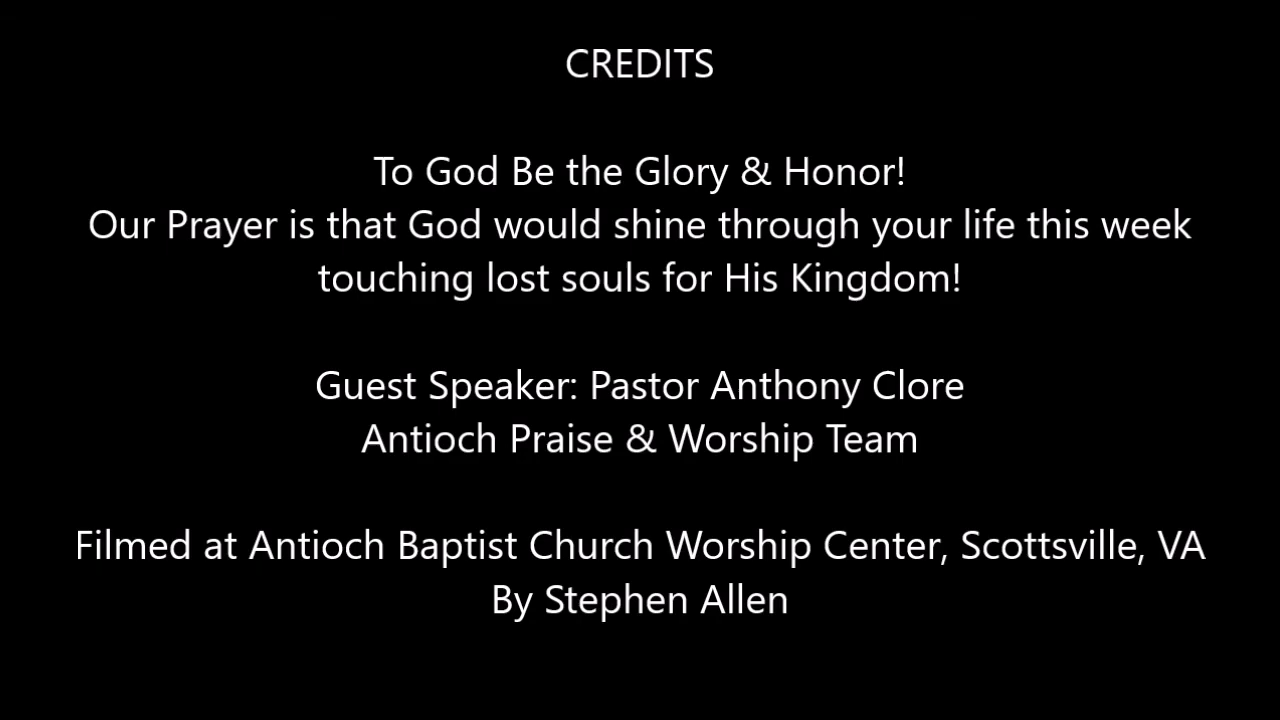 CREDITS
To God Be the Glory & Honor!
Our Prayer is that God would shine through your life this week
touching lost souls for His Kingdom!
Guest Speaker: Pastor Anthony Clore
Antioch Praise & Worship Team
Filmed at Antioch Baptist Church Worship Center, Scottsville, VA
By Stephen Allen